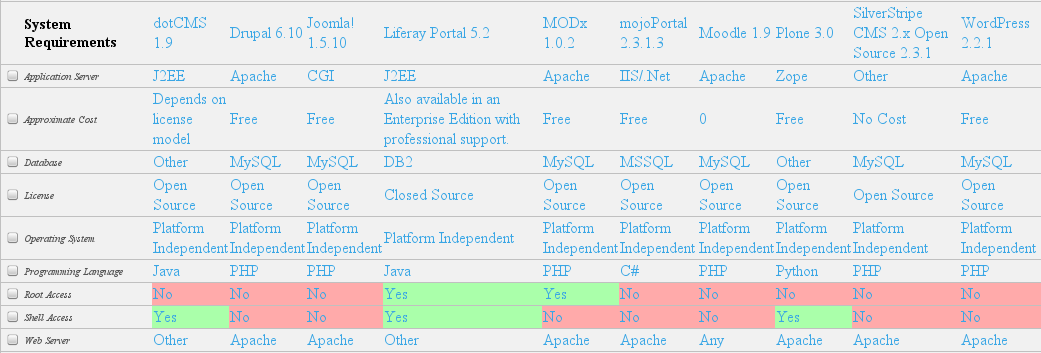 System Requirements dotCMS 1.9 Drupal 6.10 Joomla! 1.5.10 Liferay Portal 5.2 MODx 1.0.2 mojoPortal 2.3.1.3 Moodle 1.9 Plone 3.0 SilverStripe CMS 2.x Open Source 2.3.1 WordPress 2.2.1
Application Server J2EE Apache CGI J2EE Apache IIS/.Net Apache Zope Other Apache
Approximate Cost Depends on license model Free Free Also available in an Enterprise Edition with professional support. Free Free 0 Free No Cost Free
Database Other MySQL MySQL DB2 MySQL MSSQL MySQL Other MySQL MySQL
License Open Source Open Source Open Source Closed Source Open Source Open Source Open Source Open Source Open Source Open Source
Operating System Platform Independent Platform Independent Platform Independent Platform Independent Platform Independent Platform Independent Platform Independent Platform Independent Platform Independent Platform Independent
Programming Language Java PHP PHP Java PHP C# PHP Python PHP PHP
Root Access No No No Yes Yes No No No No No
Shell Access Yes No No Yes No No No Yes No No
Web Server Other Apache Apache Other Apache Apache Any Apache Apache Apache